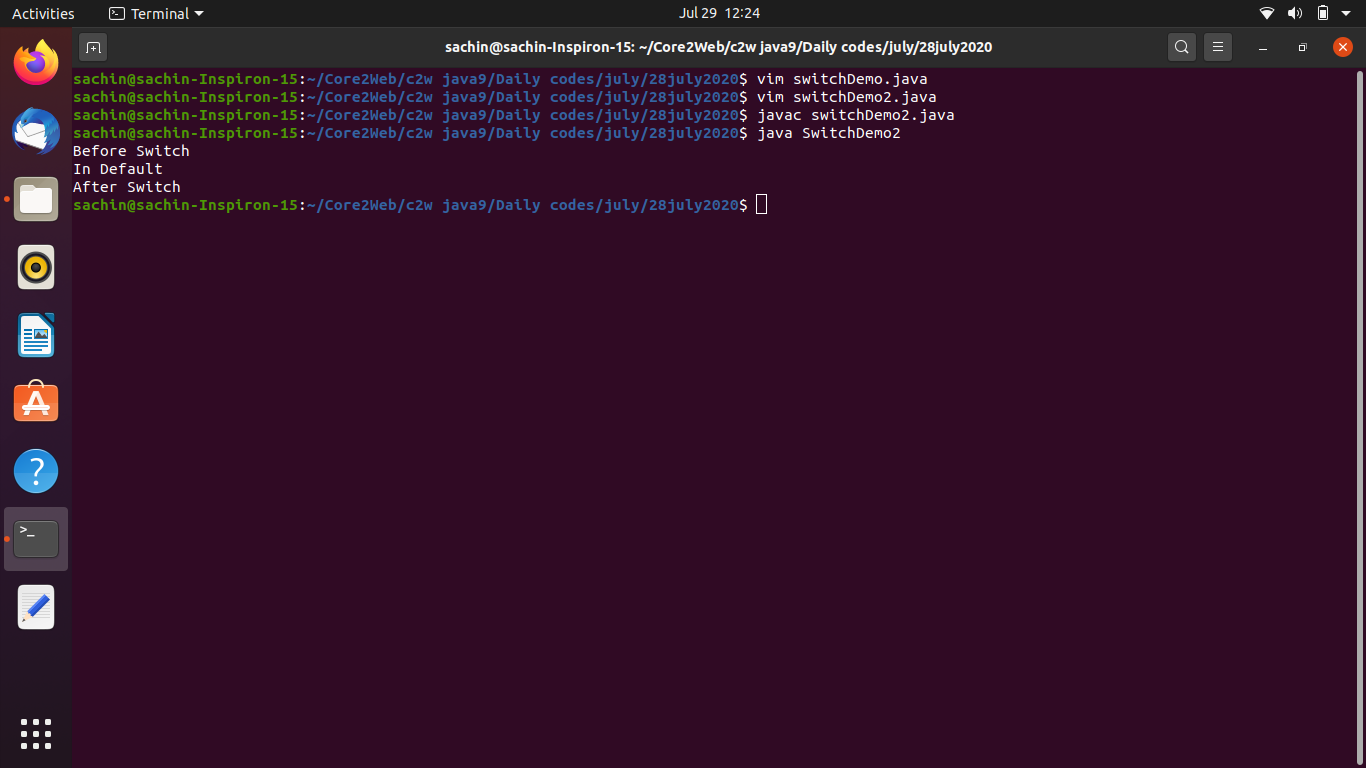 Activities
Terminal
Jul 29 12:24
sachin@sachin-Inspiron-15: ~/Core2Web/c2w java9/Daily codes/july/28july2020
sachin@sachin-Inspiron-15:~/Core2Web/c2w java9/Daily codes/july/28july2020$ vim switchDemo.java
sachin@sachin-Inspiron-15:~/Core2Web/c2w java9/Daily codes/july/28july2020$ vim switchDemo2.java
sachin@sachin-Inspiron-15:~/Core2Web/c2w java9/Daily codes/july/28july2020$ javac switchDemo2.java
sachin@sachin-Inspiron-15:~/Core2Web/c2w java9/Daily codes/july/28july2020$ java SwitchDemo2
Before Switch
In Default
After Switch
sachin@sachin-Inspiron-15:~/Core2Web/c2w java9/Daily codes/july/28july2020$